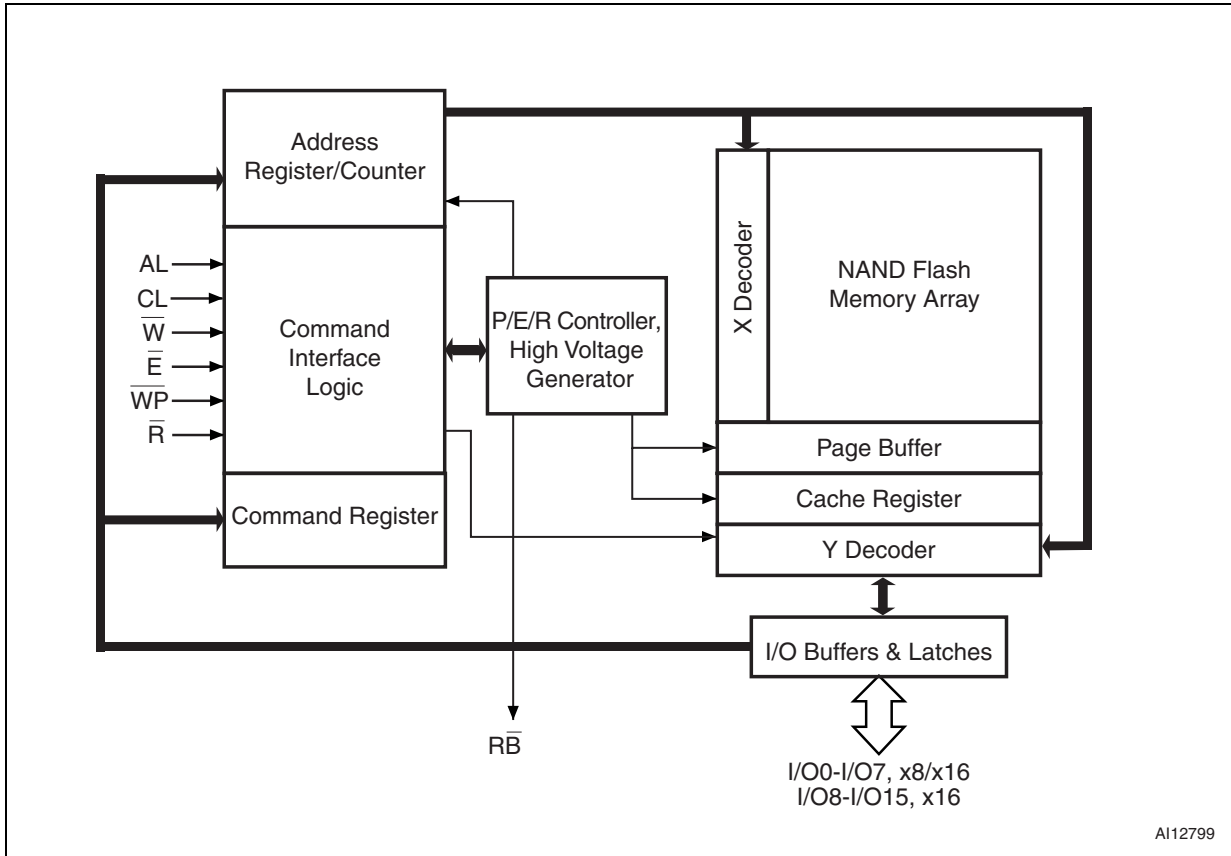 Address
Register/Counter
AL
CL
W̅
E̅
W̅P̅
R̅
Command
Interface
Logic
Command Register
P/E/R Controller,
High Voltage
Generator
RB̅
X Decoder
NAND Flash
Memory Array
Page Buffer
Cache Register
Y Decoder
I/O Buffers & Latches
I/O0-I/O7, x8/x16
I/O8-I/O15, x16
AI12799